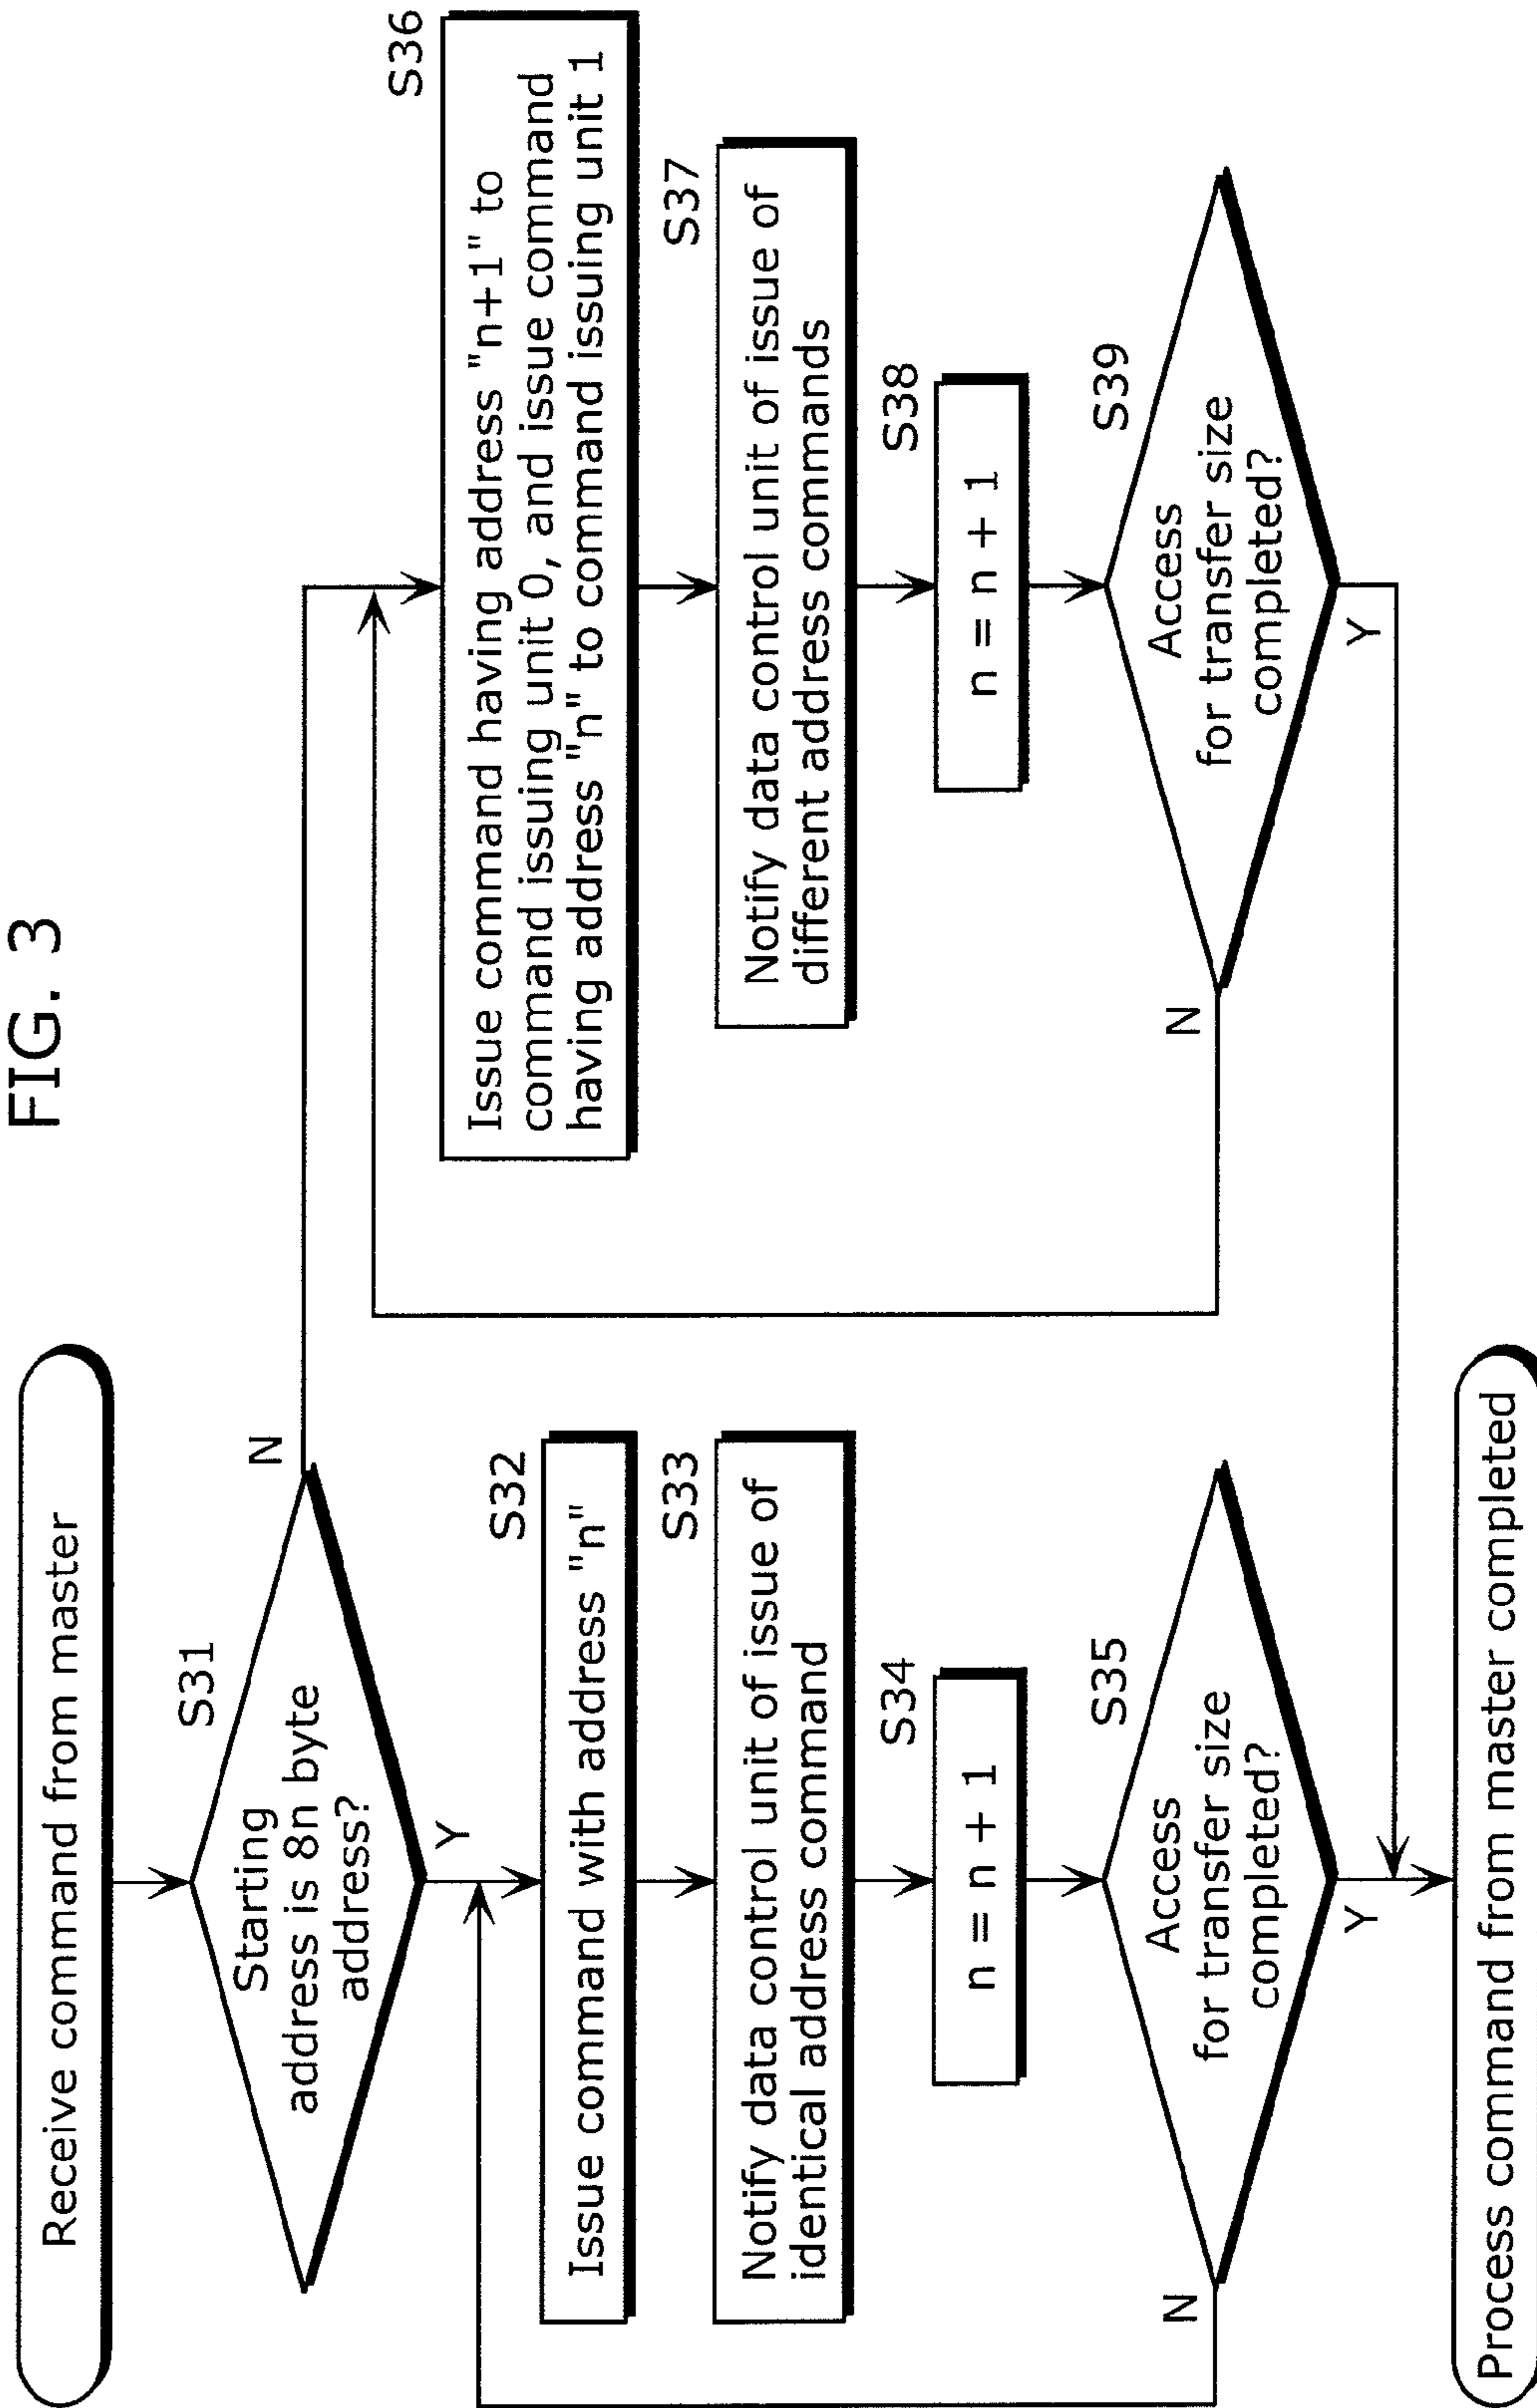 FIG. 3
Receive command from master
S31
Starting
address is 8n byte
address?
N
Y
S32
Issue command with address "n"
S33
Notify data control unit of issue of
identical address command
S34
n = n + 1
S35
Access
for transfer size
completed?
N
Y
S36
Issue command having address "n+1" to
command issuing unit 0, and issue command
having address "n" to command issuing unit 1
S37
Notify data control unit of issue of
different address commands
S38
n = n + 1
S39
Access
for transfer size
completed?
N
Y
Process command from master completed